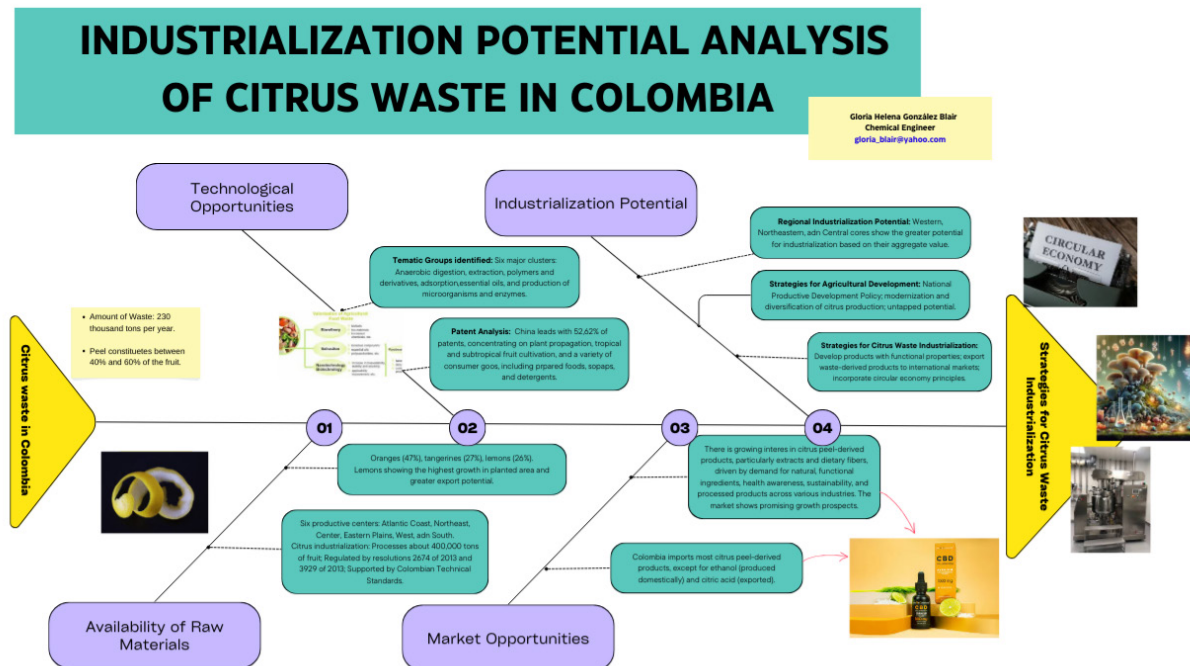 INDUSTRIALIZATION POTENTIAL ANALYSIS
OF CITRUS WASTE IN COLOMBIA
Gloria Helena González Blair
Chemical Engineer
gloria_blair@yahoo.com
Technological
Opportunities
Industrialization Potential
Regional Industrialization Potential: Western,
Northeastern, adn Central cores show the greater potential
for industrialization based on their aggregate value.
Tematic Groups identified: Six major clusters:
Anaerobic digestion, extraction, polymers and
derivatives, adsorption,essential oils, and production of
microorganisms and enzymes.
Strategies for Agricultural Development: National
Productive Development Policy; modernization and
diversification of citrus production; untapped potential.
Patent Analysis: China leads with 52,62% of
patents, concentrating on plant propagation, tropical
and subtropical fruit cultivation, and a variety of
consumer goos, including prpared foods, sopaps,
and detergents.
Strategies for Citrus Waste Industrialization:
Develop products with functional properties; export
waste-derived products to international markets;
incorporate circular economy principles.
CIRCULAR
ECONOMY
Amount of Waste: 230
thousand tons per year.
Peel constituetes between
40% and 60% of the fruit.
Citrus waste in Colombia
01
02
03
04
Strategies for Citrus Waste
Industrialization
Oranges (47%), tangerines (27%), lemons (26%).
Lemons showing the highest growth in planted area and
greater export potential.
There is growing interes in citrus peel-derived
products, particularly extracts and dietary fibers,
driven by demand for natural, functional
ingredients, health awareness, sustainability, and
processed products across various industries. The
market shows promising growth prospects.
Six productive centers: Atlantic Coast, Northeast,
Center, Eastern Plains, West, adn South.
Citrus industrialization: Processes about 400,000 tons
of fruit; Regulated by resolutions 2674 of 2013 and
3929 of 2013; Supported by Colombian Technical
Standards.
Colombia imports most citrus peel-derived
products, except for ethanol (produced
domestically) and citric acid (exported).
CBD
CBD
Availability of Raw
Materials
Market Opportunities